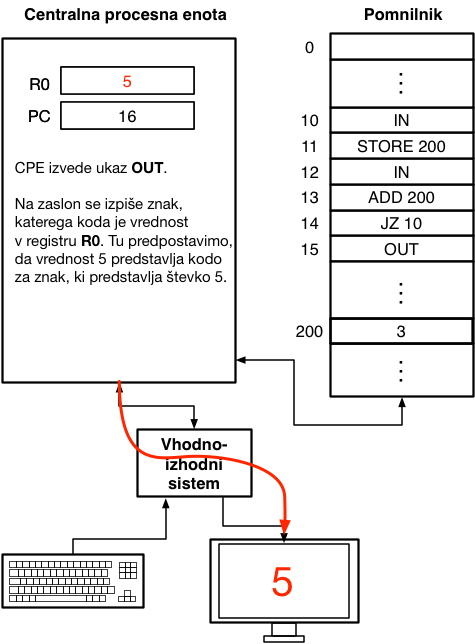 Centralna procesna enota
R0
5
PC
16
CPE izvede ukaz OUT.
Na zaslon se izpiše znak,
katerega koda je vrednost
v registru R0. Tu predpostavimo,
da vrednost 5 predstavlja kodo
za znak, ki predstavlja števko 5.
Pomnilnik
0
10 IN
11 STORE 200
12 IN
13 ADD 200
14 JZ 10
15 OUT
200 3
Vhodno-
izhodni
sistem
5